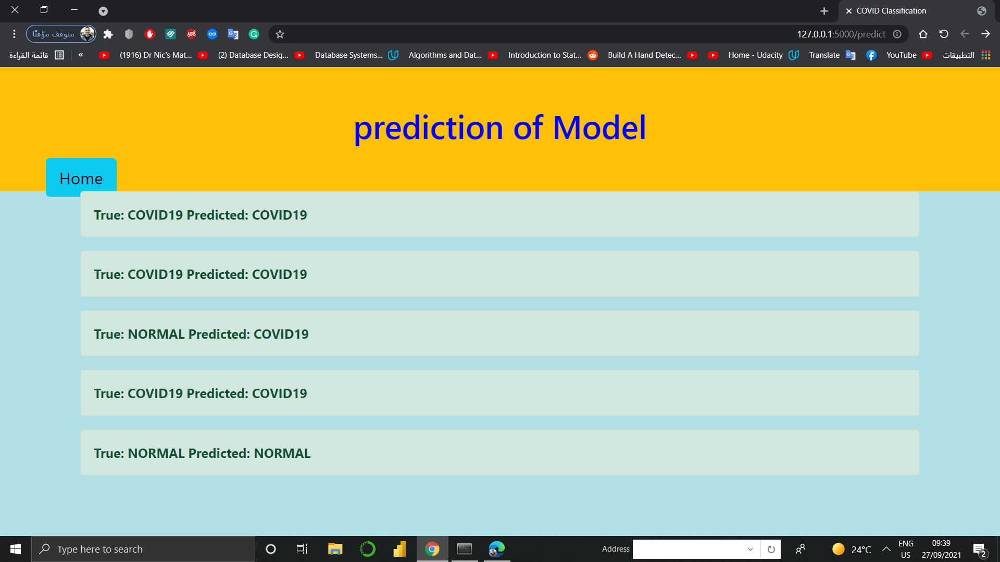 COVID Classification
متوقف مؤقتًا
127.0.0.1:5000/predict
قائمة القراءة
«
(1916) Dr Nic's Mat...
(2) Database Desig...
Database Systems...
Algorithms and Dat...
Introduction to Stat...
Build A Hand Detec...
Home - Udacity
Translate
YouTube
التطبيقات
prediction of Model
Home
True: COVID19 Predicted: COVID19
True: COVID19 Predicted: COVID19
True: NORMAL Predicted: COVID19
True: COVID19 Predicted: COVID19
True: NORMAL Predicted: NORMAL
Type here to search
Address
24°C
ENG
US
09:39
27/09/2021
2